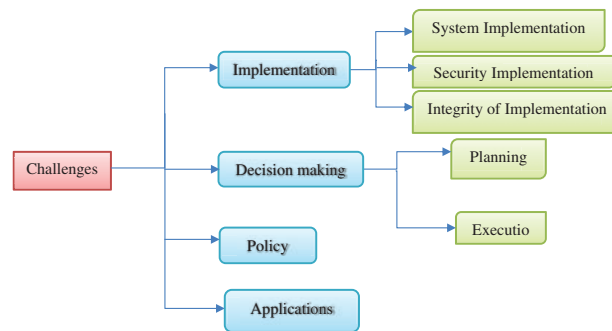 System Implementation
Implementation
Security Implementation
Integrity of Implementation
Challenges
Decision making
Planning
Executio
Policy
Applications